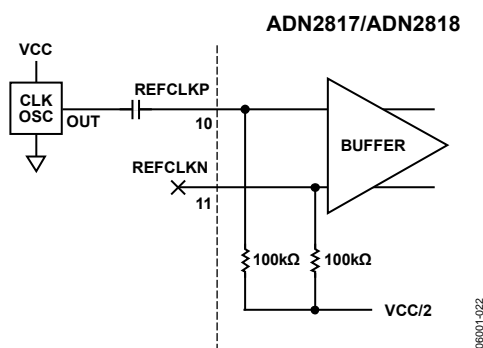 ADN2817/ADN2818
VCC
CLK
OSC
OUT
REFCLKP
10
BUFFER
REFCLKN
11
100kΩ
100kΩ
VCC/2
06001-022